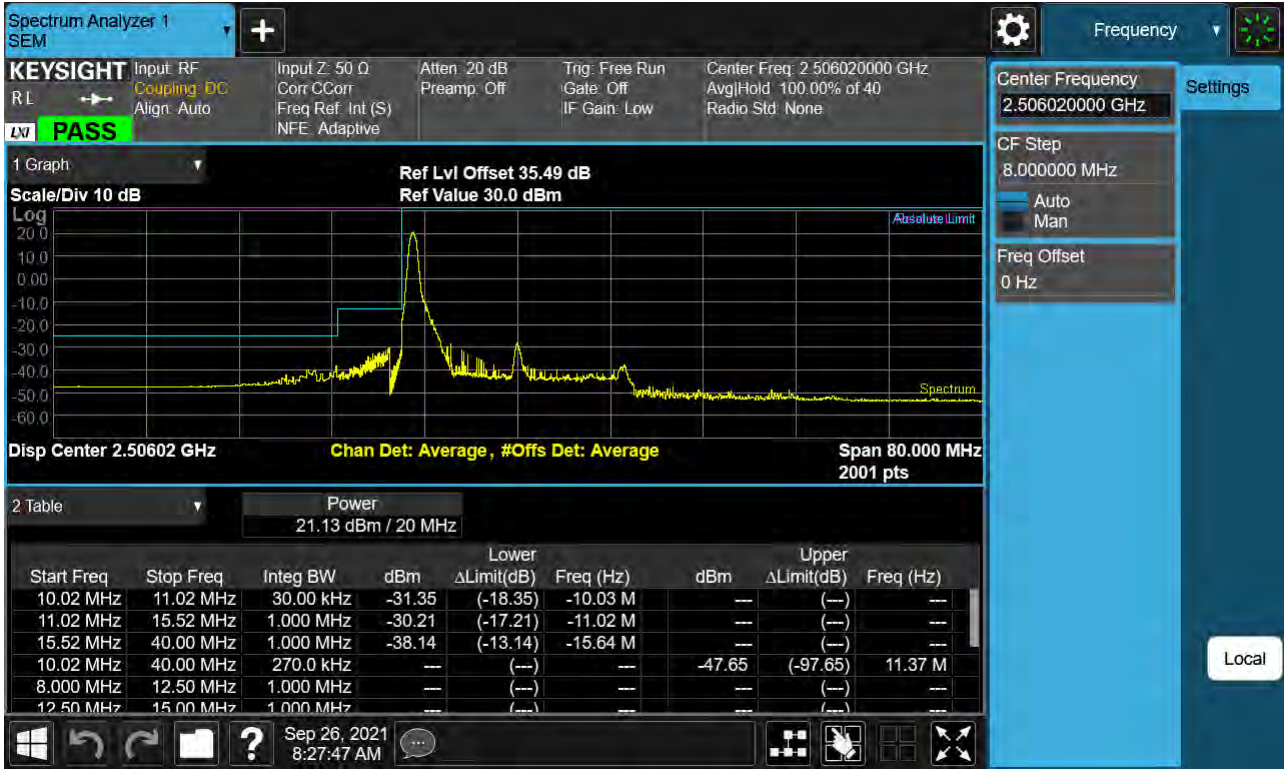 Spectrum Analyzer 1
SEM
Frequency
KEYSIGHT
Input: RF
Coupling: DC
Align: Auto
Input Z: 50 Ω
Corr CCorr
Freq Ref: Int (S)
NFE: Adaptive
Atten: 20 dB
Preamp: Off
Trig: Free Run
Gate: Off
IF Gain: Low
Center Freq: 2.506020000 GHz
Avg|Hold: 100.00% of 40
Radio Std: None
R L
LXI
PASS
Center Frequency
2.506020000 GHz
Settings
CF Step
8.000000 MHz
Auto
Man
Freq Offset
0 Hz
1 Graph
Ref Lvl Offset 35.49 dB
Scale/Div 10 dB
Ref Value 30.0 dBm
Log
Absolute Limit
20.0
10.0
0.00
-10.0
-20.0
-30.0
-40.0
-50.0
-60.0
Spectrum
Disp Center 2.50602 GHz
Chan Det: Average , #Offs Det: Average
Span 80.000 MHz
2001 pts
2 Table
Power
21.13 dBm / 20 MHz
Lower Upper
Start Freq Stop Freq Integ BW dBm ΔLimit(dB) Freq (Hz) dBm ΔLimit(dB) Freq (Hz)
10.02 MHz 11.02 MHz 30.00 kHz -31.35 (-18.35) -10.03 M --- (---) ---
11.02 MHz 15.52 MHz 1.000 MHz -30.21 (-17.21) -11.02 M --- (---) ---
15.52 MHz 40.00 MHz 1.000 MHz -38.14 (-13.14) -15.64 M --- (---) ---
10.02 MHz 40.00 MHz 270.0 kHz --- (---) --- -47.65 (-97.65) 11.37 M
8.000 MHz 12.50 MHz 1.000 MHz --- (---) --- --- (---) ---
12.50 MHz 15.00 MHz 1.000 MHz --- (---) --- --- (---) ---
Local
?
Sep 26, 2021
8:27:47 AM